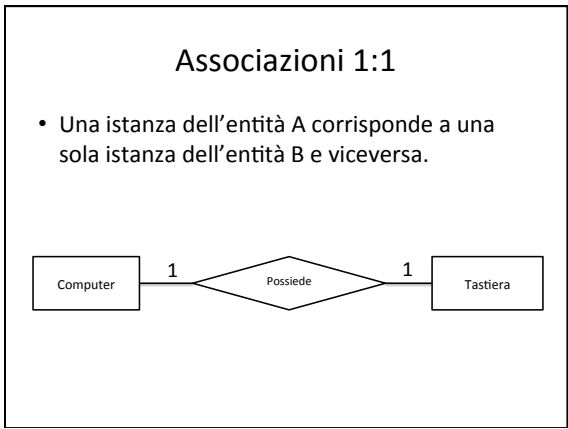 Associazioni 1:1
• Una istanza dell'entità A corrisponde a una
sola istanza dell'entità B e viceversa.
Computer 1 Possiede 1 Tastiera